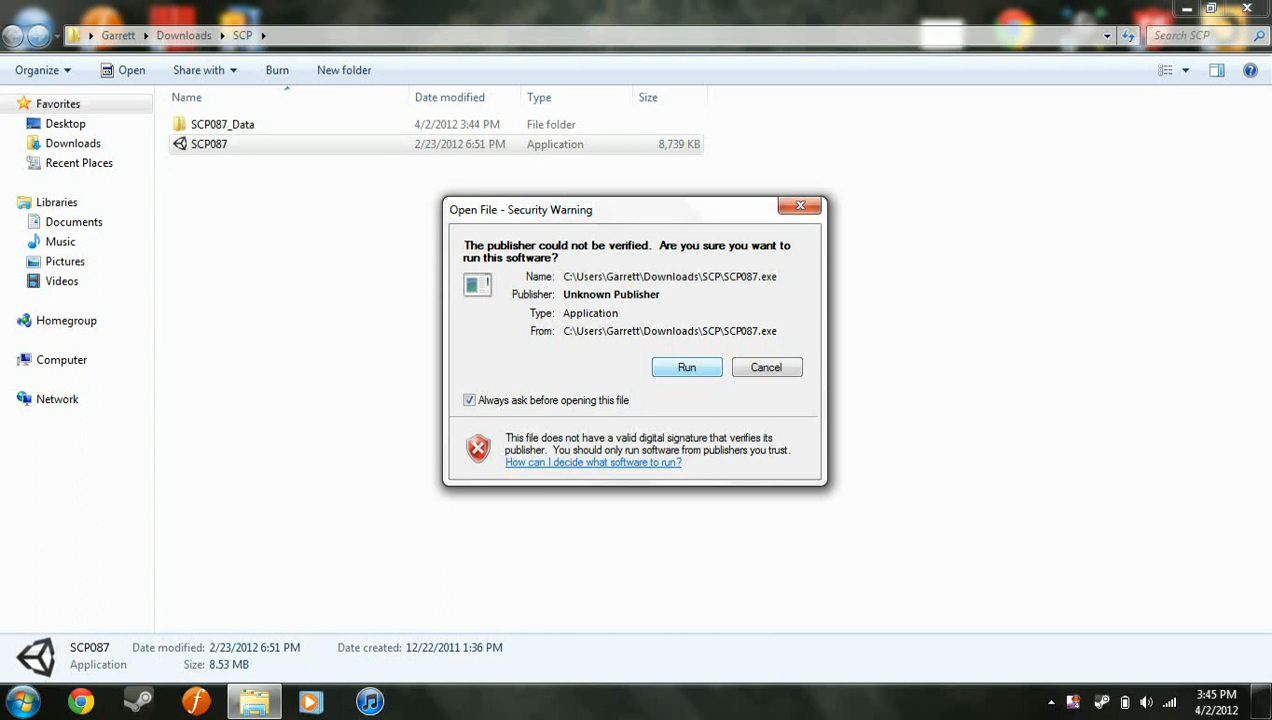 Garrett Downloads SCP Search SCP
Organize Open Share with Burn New folder
Name Date modified Type Size
SCP087_Data 4/2/2012 3:44 PM File folder
SCP087 2/23/2012 6:51 PM Application 8,739 KB
Favorites
Desktop
Downloads
Recent Places
Libraries
Documents
Music
Pictures
Videos
Homegroup
Computer
Network
Open File - Security Warning
The publisher could not be verified. Are you sure you want to
run this software?
Name: C:\Users\Garrett\Downloads\SCP\SCP087.exe
Publisher: Unknown Publisher
Type: Application
From: C:\Users\Garrett\Downloads\SCP\SCP087.exe
Run Cancel
Always ask before opening this file
This file does not have a valid digital signature that verifies its
publisher. You should only run software from publishers you trust.
How can I decide what software to run?
SCP087 Date modified: 2/23/2012 6:51 PM Date created: 12/22/2011 1:36 PM
Application Size: 8.53 MB
3:45 PM
4/2/2012